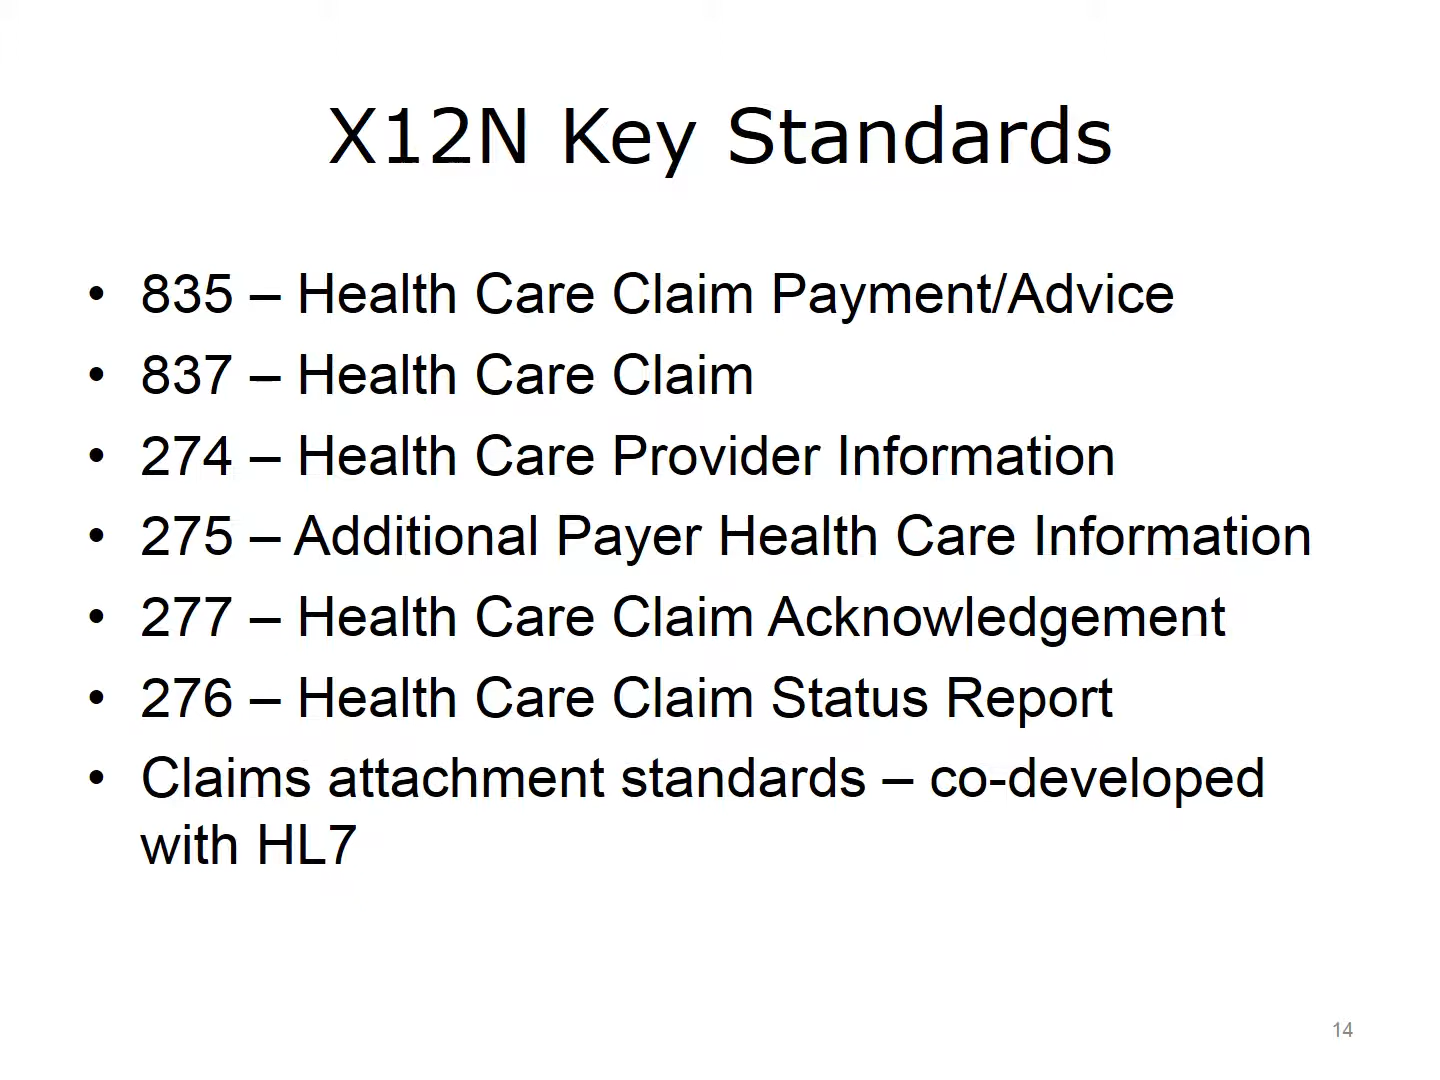 X12N Key Standards
• 835 – Health Care Claim Payment/Advice
• 837 – Health Care Claim
• 274 – Health Care Provider Information
• 275 – Additional Payer Health Care Information
• 277 – Health Care Claim Acknowledgement
• 276 – Health Care Claim Status Report
• Claims attachment standards – co-developed
with HL7
14